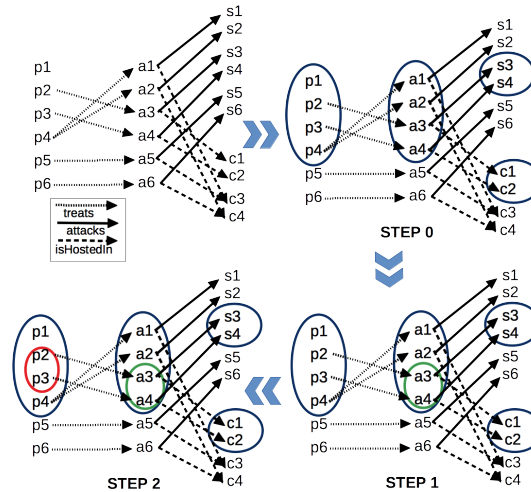 p1
p2
p3
p4
p5
p6
a1
a2
a3
a4
a5
a6
s1
s2
s3
s4
s5
s6
c1
c2
c3
c4
treats
attacks
isHostedIn
p1
p2
p3
p4
p5
p6
a1
a2
a3
a4
a5
a6
s1
s2
s3
s4
s5
s6
c1
c2
c3
c4
STEP 0
p1
p2
p3
p4
p5
p6
a1
a2
a3
a4
a5
a6
s1
s2
s3
s4
s5
s6
c1
c2
c3
c4
STEP 1
p1
p2
p3
p4
p5
p6
a1
a2
a3
a4
a5
a6
s1
s2
s3
s4
s5
s6
c1
c2
c3
c4
STEP 2